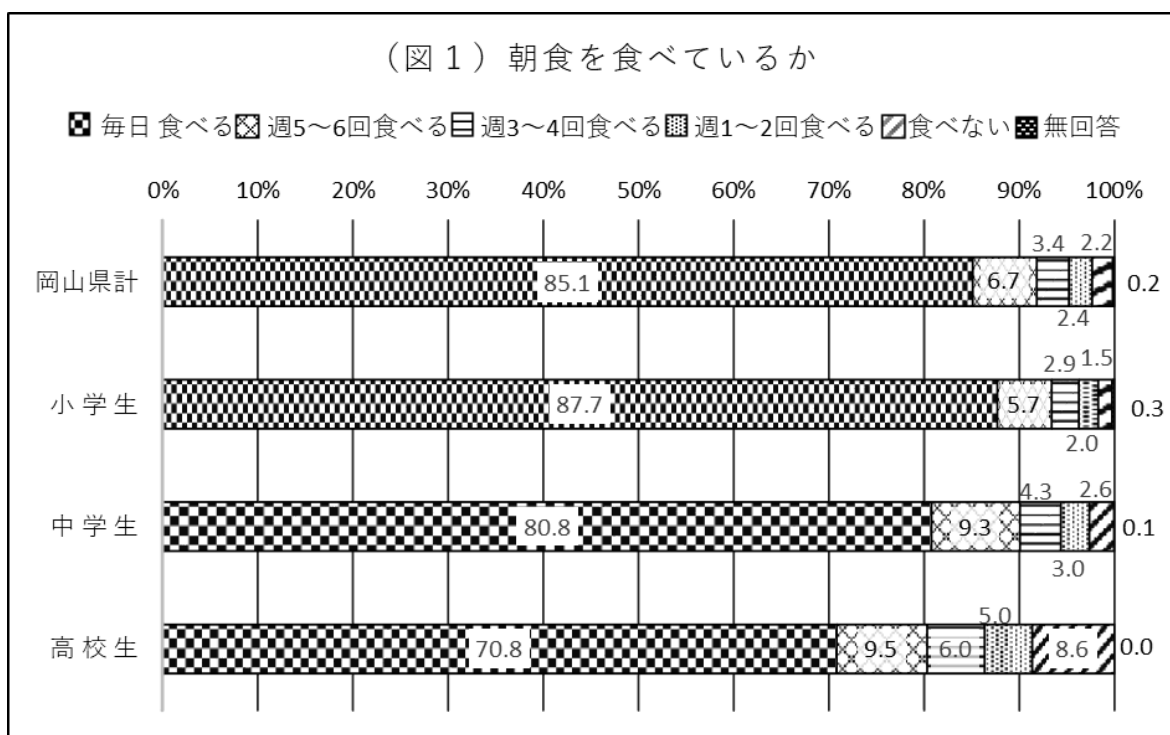 （図１）朝食を食べているか
毎日 食べる 週5～6回食べる 週3～4回食べる 週1～2回食べる 食べない 無回答
0% 10% 20% 30% 40% 50% 60% 70% 80% 90% 100%
3.4 2.2
岡山県計 85.1 6.7 0.2
2.4
2.9 1.5
小学生 87.7 5.7 0.3
2.0
4.3 2.6
中学生 80.8 9.3 0.1
3.0
5.0
高校生 70.8 9.5 6.0 8.6 0.0